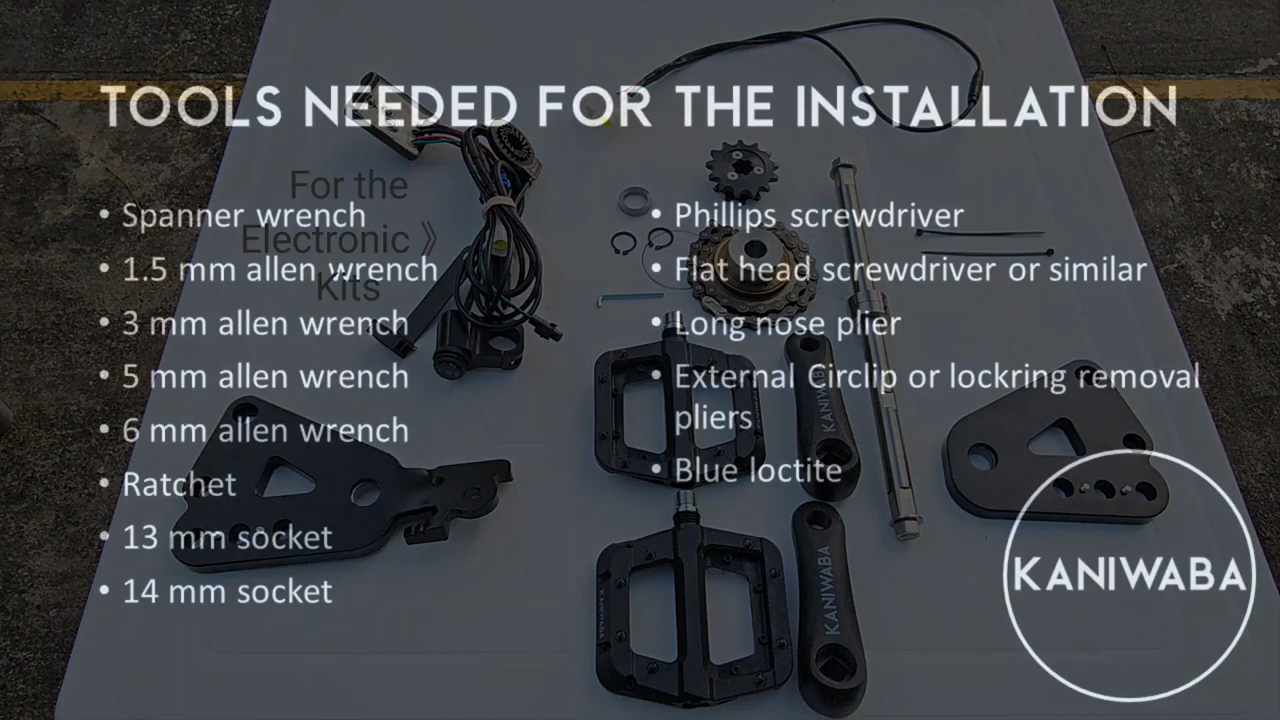 TOOLS NEEDED FOR THE INSTALLATION
For the
Electronic 》
Kits
• Spanner wrench
• 1.5 mm allen wrench
• 3 mm allen wrench
• 5 mm allen wrench
• 6 mm allen wrench
• Ratchet
• 13 mm socket
• 14 mm socket
• Phillips screwdriver
• Flat head screwdriver or similar
• Long nose plier
• External Circlip or lockring removal
pliers
• Blue loctite
KANIWABA
KANIWABA
KANIWABA
KANIWABA